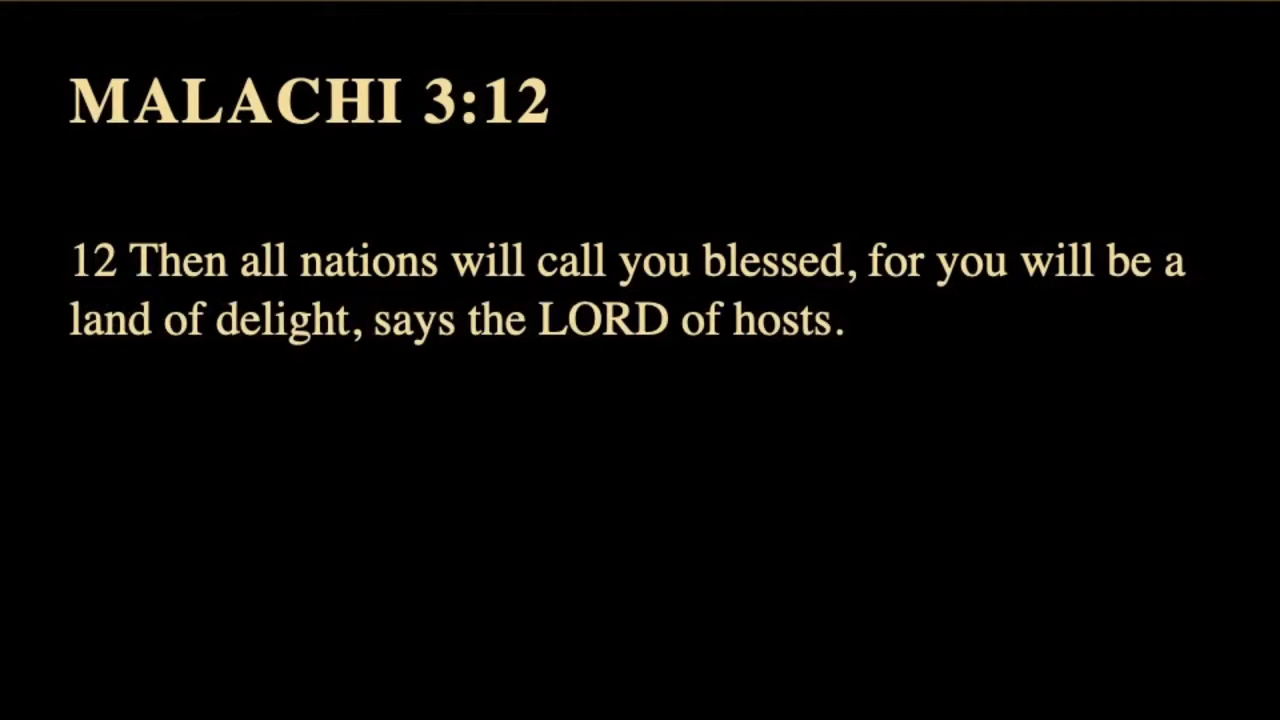 MALACHI 3:12
12 Then all nations will call you blessed, for you will be a
land of delight, says the LORD of hosts.